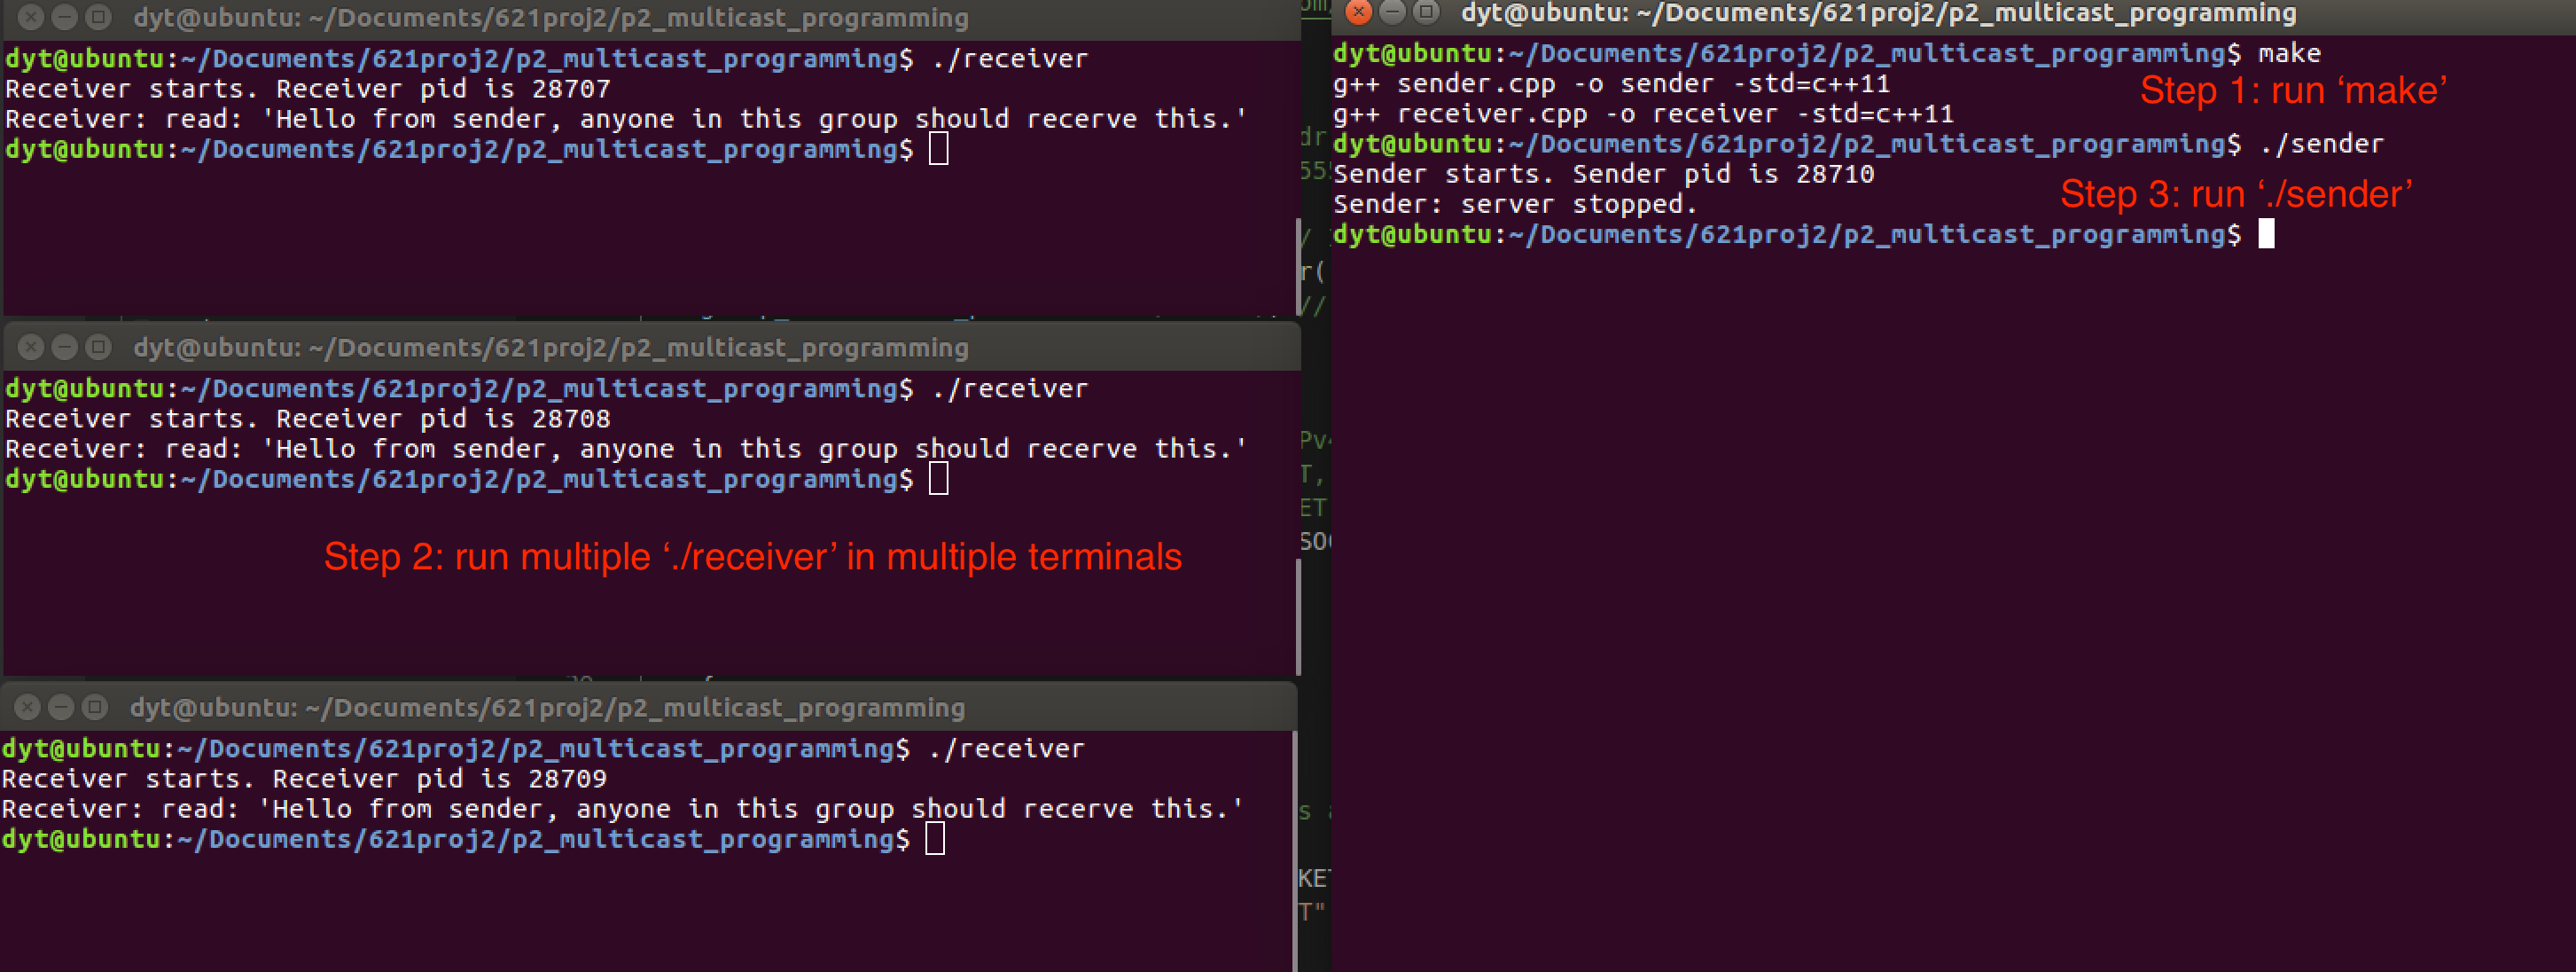 dyt@ubuntu: ~/Documents/621proj2/p2_multicast_programming
dyt@ubuntu:~/Documents/621proj2/p2_multicast_programming$ ./receiver
Receiver starts. Receiver pid is 28707
Receiver: read: 'Hello from sender, anyone in this group should recerve this.'
dyt@ubuntu:~/Documents/621proj2/p2_multicast_programming$
dyt@ubuntu: ~/Documents/621proj2/p2_multicast_programming
dyt@ubuntu:~/Documents/621proj2/p2_multicast_programming$ ./receiver
Receiver starts. Receiver pid is 28708
Receiver: read: 'Hello from sender, anyone in this group should recerve this.'
dyt@ubuntu:~/Documents/621proj2/p2_multicast_programming$
Step 2: run multiple ‘./receiver’ in multiple terminals
dyt@ubuntu: ~/Documents/621proj2/p2_multicast_programming
dyt@ubuntu:~/Documents/621proj2/p2_multicast_programming$ ./receiver
Receiver starts. Receiver pid is 28709
Receiver: read: 'Hello from sender, anyone in this group should recerve this.'
dyt@ubuntu:~/Documents/621proj2/p2_multicast_programming$
dyt@ubuntu: ~/Documents/621proj2/p2_multicast_programming
dyt@ubuntu:~/Documents/621proj2/p2_multicast_programming$ make
Step 1: run ‘make’
g++ sender.cpp -o sender -std=c++11
g++ receiver.cpp -o receiver -std=c++11
dyt@ubuntu:~/Documents/621proj2/p2_multicast_programming$ ./sender
Sender starts. Sender pid is 28710
Step 3: run ‘./sender’
Sender: server stopped.
dyt@ubuntu:~/Documents/621proj2/p2_multicast_programming$